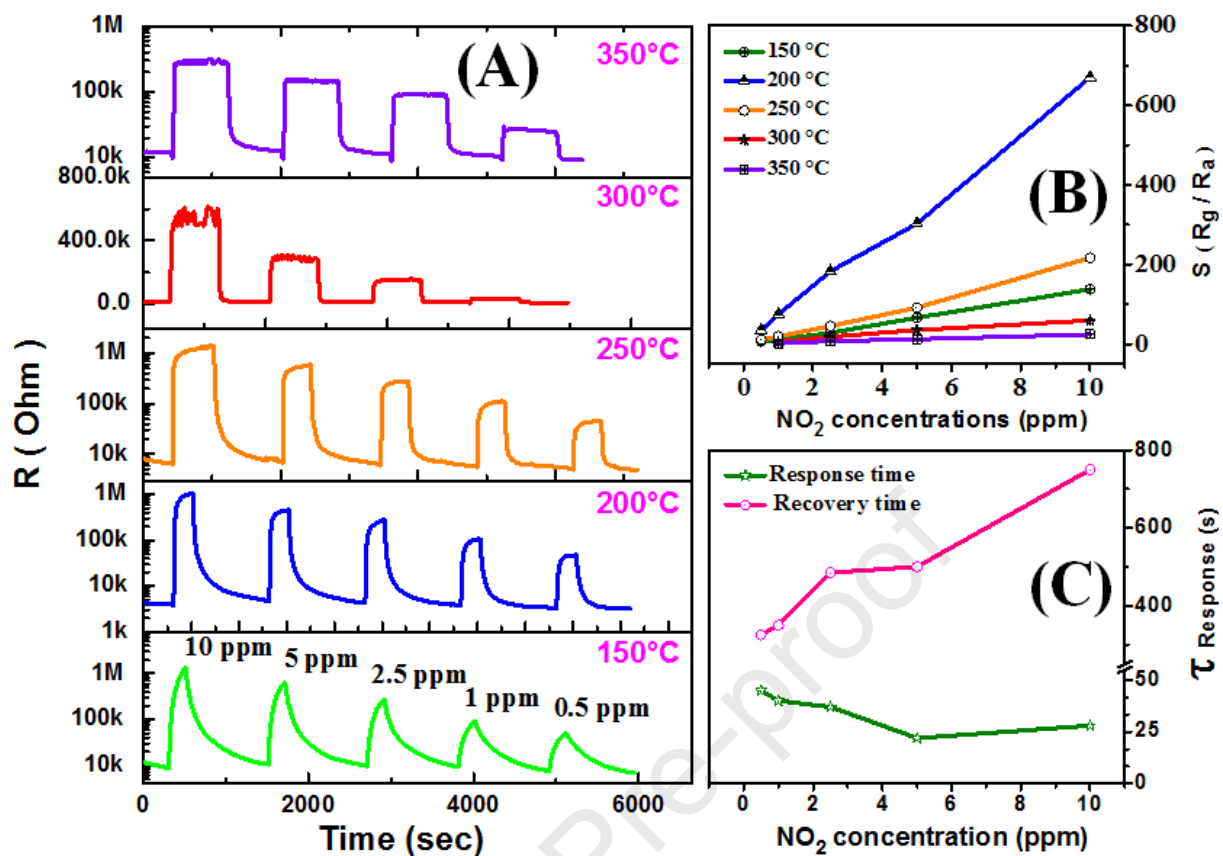 (A)
350°C
1M
100k
10k
300°C
800.0k
400.0k
0.0
250°C
1M
100k
10k
200°C
1M
100k
10k
1k
150°C
1M
100k
10k
10 ppm
5 ppm
2.5 ppm
1 ppm
0.5 ppm
R ( Ohm )
0 2000 4000 6000
Time (sec)
(B)
150 °C
200 °C
250 °C
300 °C
350 °C
800
600
400
200
0
S ( Rg / Ra )
0 2 4 6 8 10
NO2 concentrations (ppm)
(C)
Response time
Recovery time
800
600
400
50
25
0
τ Response (s)
0 2 4 6 8 10
NO2 concentration (ppm)
Pre-proof